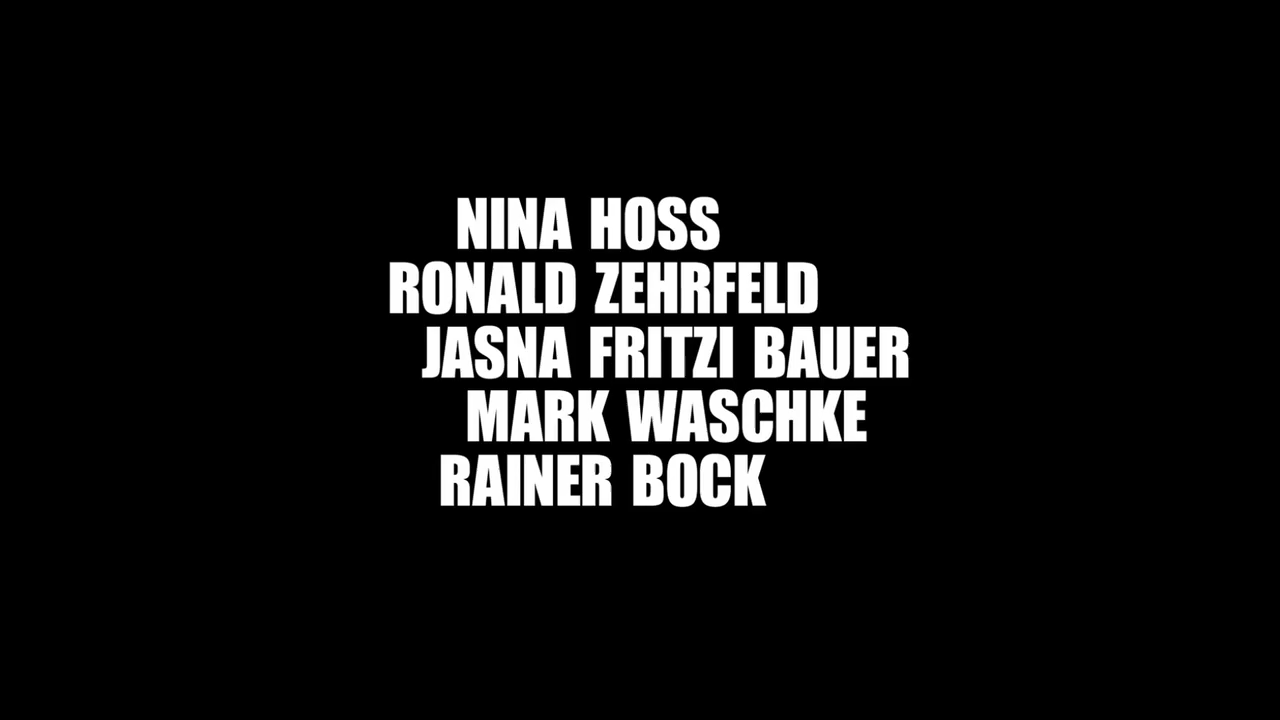 NINA HOSS
RONALD ZEHRFELD
JASNA FRITZI BAUER
MARK WASCHKE
RAINER BOCK